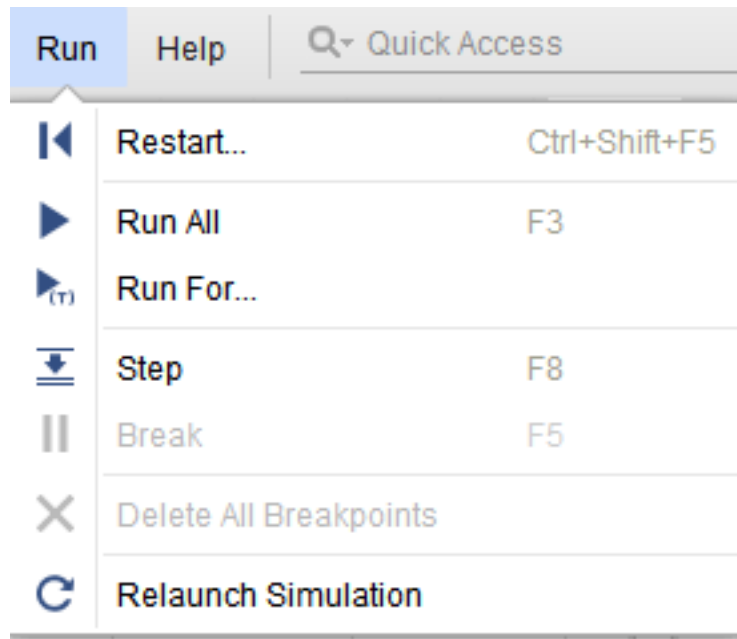 Run Help Quick Access
Restart... Ctrl+Shift+F5
Run All F3
(T) Run For...
Step F8
Break F5
Delete All Breakpoints
Relaunch Simulation